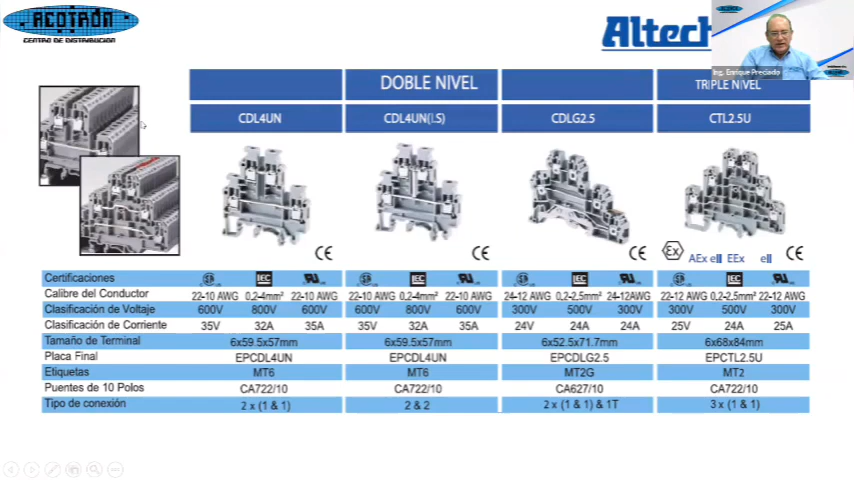 ACOTRÓN
CENTRO DE DISTRIBUCIÓN
Altech
Ing. Enrique Preciado
DOBLE NIVEL
TRIPLE NIVEL
CDL4UN CDL4UN(I.S) CDLG2.5 CTL2.5U
CE CE CE Ex AEx eII EEx eII CE
Certificaciones IEC IEC IEC IEC
Calibre del Conductor 22-10 AWG 0,2-4mm² 22-10 AWG 22-10 AWG 0,2-4mm² 22-10 AWG 24-12 AWG 0,2-2,5mm² 24-12AWG 22-12 AWG 0,2-2,5mm² 22-12 AWG
Clasificación de Voltaje 600V 800V 600V 600V 800V 600V 300V 500V 300V 300V 500V 300V
Clasificación de Corriente 35V 32A 35A 35V 32A 35A 24V 24A 24A 25V 24A 25A
Tamaño de Terminal 6x59.5x57mm 6x59.5x57mm 6x52.5x71.7mm 6x68x84mm
Placa Final EPCDL4UN EPCDL4UN EPCDLG2.5 EPCTL2.5U
Etiquetas MT6 MT6 MT2G MT2
Puentes de 10 Polos CA722/10 CA722/10 CA627/10 CA722/10
Tipo de conexión 2 x (1 & 1) 2 & 2 2 x (1 & 1) & 1T 3 x (1 & 1)